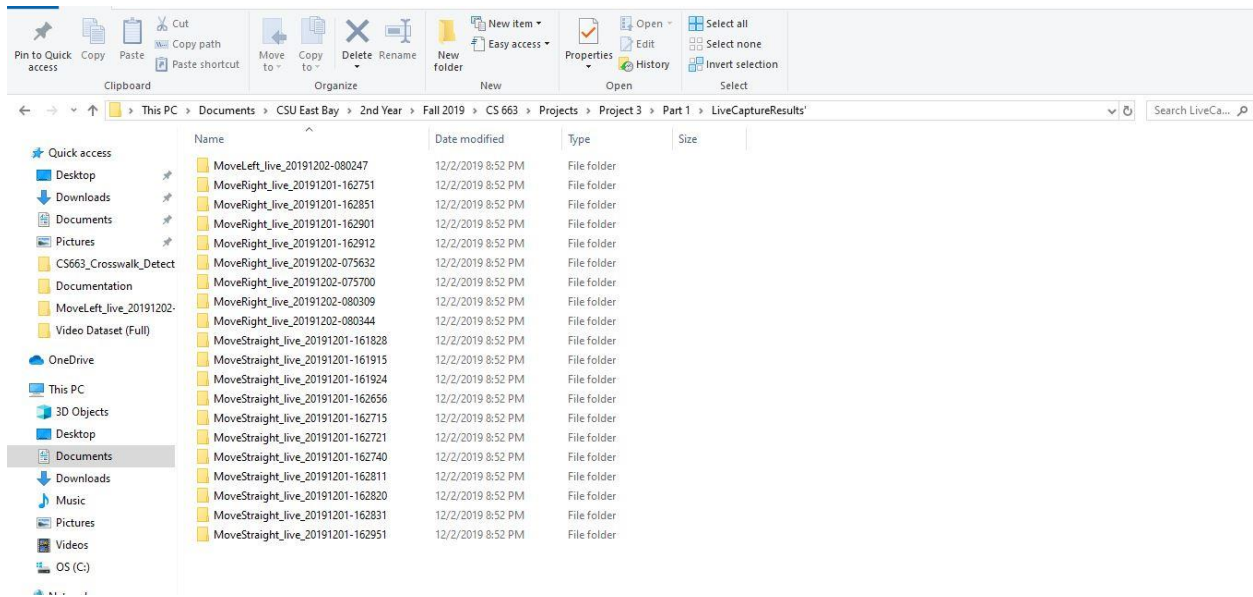 Pin to Quick access
Copy
Paste
Cut
Copy path
Paste shortcut
Clipboard
Move to
Copy to
Delete
Rename
Organize
New folder
New item
Easy access
New
Properties
Open
Edit
History
Open
Select all
Select none
Invert selection
Select
This PC > Documents > CSU East Bay > 2nd Year > Fall 2019 > CS 663 > Projects > Project 3 > Part 1 > LiveCaptureResults'
Search LiveCa...
Name Date modified Type Size
Quick access
Desktop
Downloads
Documents
Pictures
CS663_Crosswalk_Detect
Documentation
MoveLeft_live_20191202-
Video Dataset (Full)
OneDrive
This PC
3D Objects
Desktop
Documents
Downloads
Music
Pictures
Videos
OS (C:)
MoveLeft_live_20191202-080247 12/2/2019 8:52 PM File folder
MoveRight_live_20191201-162751 12/2/2019 8:52 PM File folder
MoveRight_live_20191201-162851 12/2/2019 8:52 PM File folder
MoveRight_live_20191201-162901 12/2/2019 8:52 PM File folder
MoveRight_live_20191201-162912 12/2/2019 8:52 PM File folder
MoveRight_live_20191202-075632 12/2/2019 8:52 PM File folder
MoveRight_live_20191202-075700 12/2/2019 8:52 PM File folder
MoveRight_live_20191202-080309 12/2/2019 8:52 PM File folder
MoveRight_live_20191202-080344 12/2/2019 8:52 PM File folder
MoveStraight_live_20191201-161828 12/2/2019 8:52 PM File folder
MoveStraight_live_20191201-161915 12/2/2019 8:52 PM File folder
MoveStraight_live_20191201-161924 12/2/2019 8:52 PM File folder
MoveStraight_live_20191201-162656 12/2/2019 8:52 PM File folder
MoveStraight_live_20191201-162715 12/2/2019 8:52 PM File folder
MoveStraight_live_20191201-162721 12/2/2019 8:52 PM File folder
MoveStraight_live_20191201-162740 12/2/2019 8:52 PM File folder
MoveStraight_live_20191201-162811 12/2/2019 8:52 PM File folder
MoveStraight_live_20191201-162820 12/2/2019 8:52 PM File folder
MoveStraight_live_20191201-162831 12/2/2019 8:52 PM File folder
MoveStraight_live_20191201-162951 12/2/2019 8:52 PM File folder